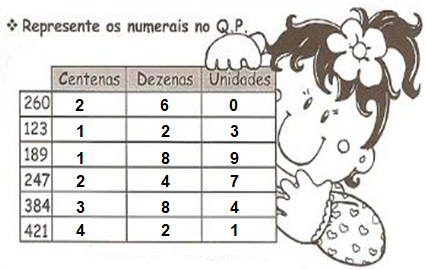 ❖ Represente os numerais no Q.P.
Centenas Dezenas Unidades
260 2 6 0
123 1 2 3
189 1 8 9
247 2 4 7
384 3 8 4
421 4 2 1